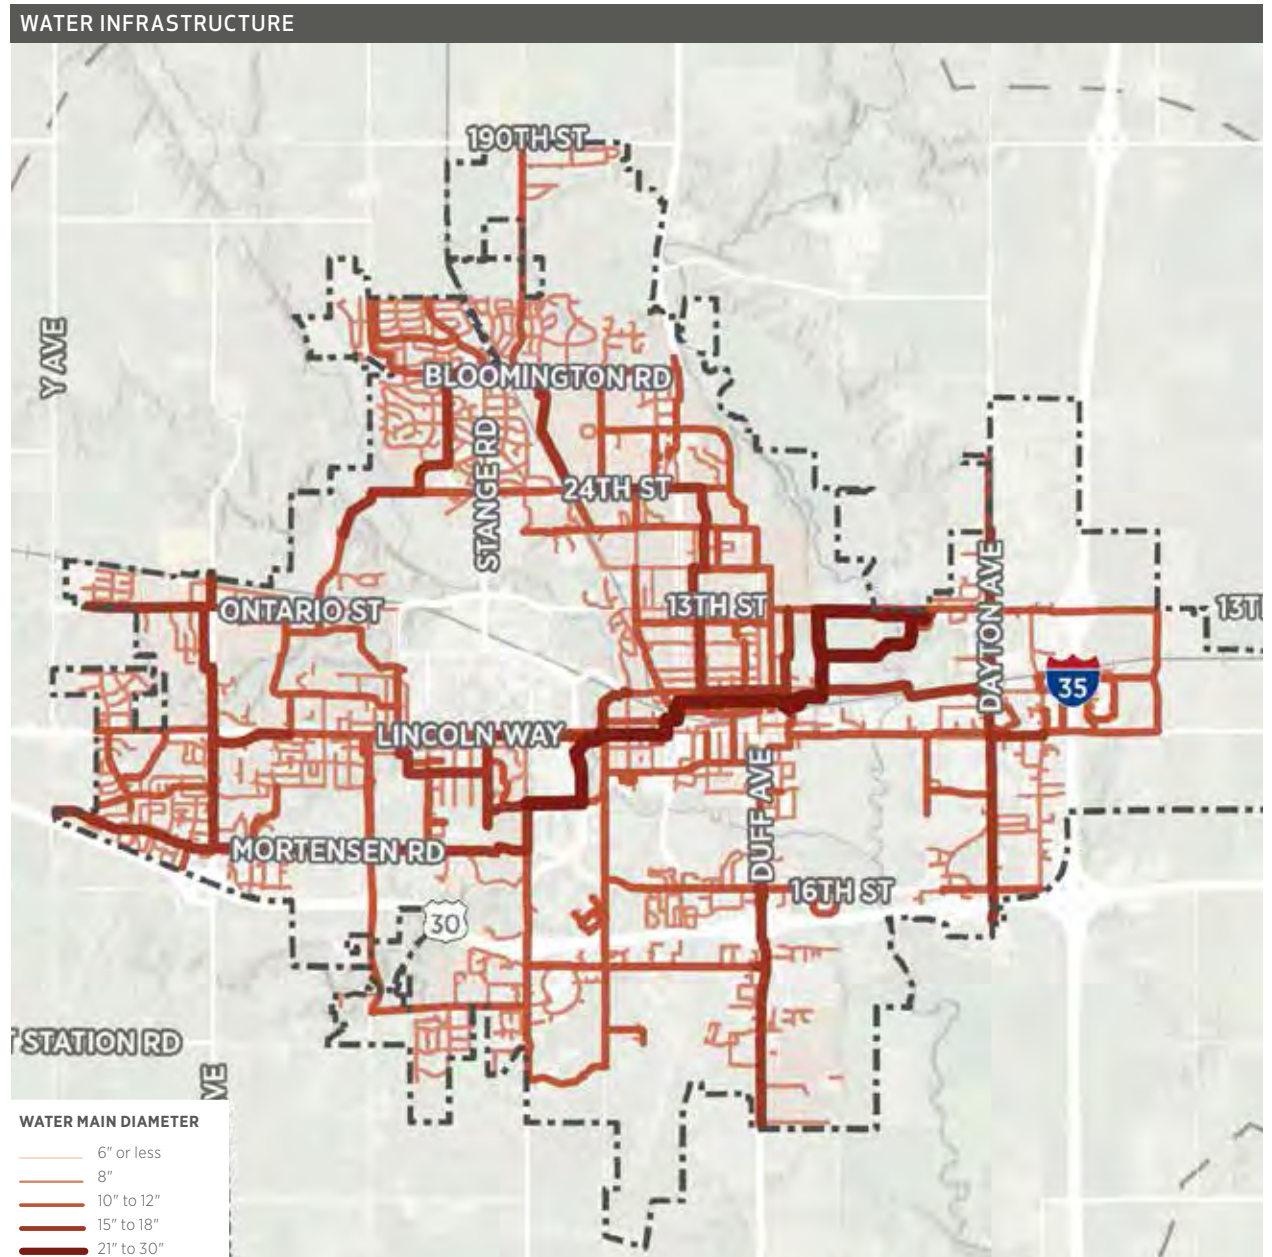 WATER INFRASTRUCTURE
190TH ST
Y AVE
BLOOMINGTON RD
STANGE RD
24TH ST
ONTARIO ST
13TH ST
DAYTON AVE
35
LINCOLN WAY
DUFF AVE
MORTENSEN RD
16TH ST
30
STATION RD
WATER MAIN DIAMETER
6" or less
8"
10" to 12"
15" to 18"
21" to 30"